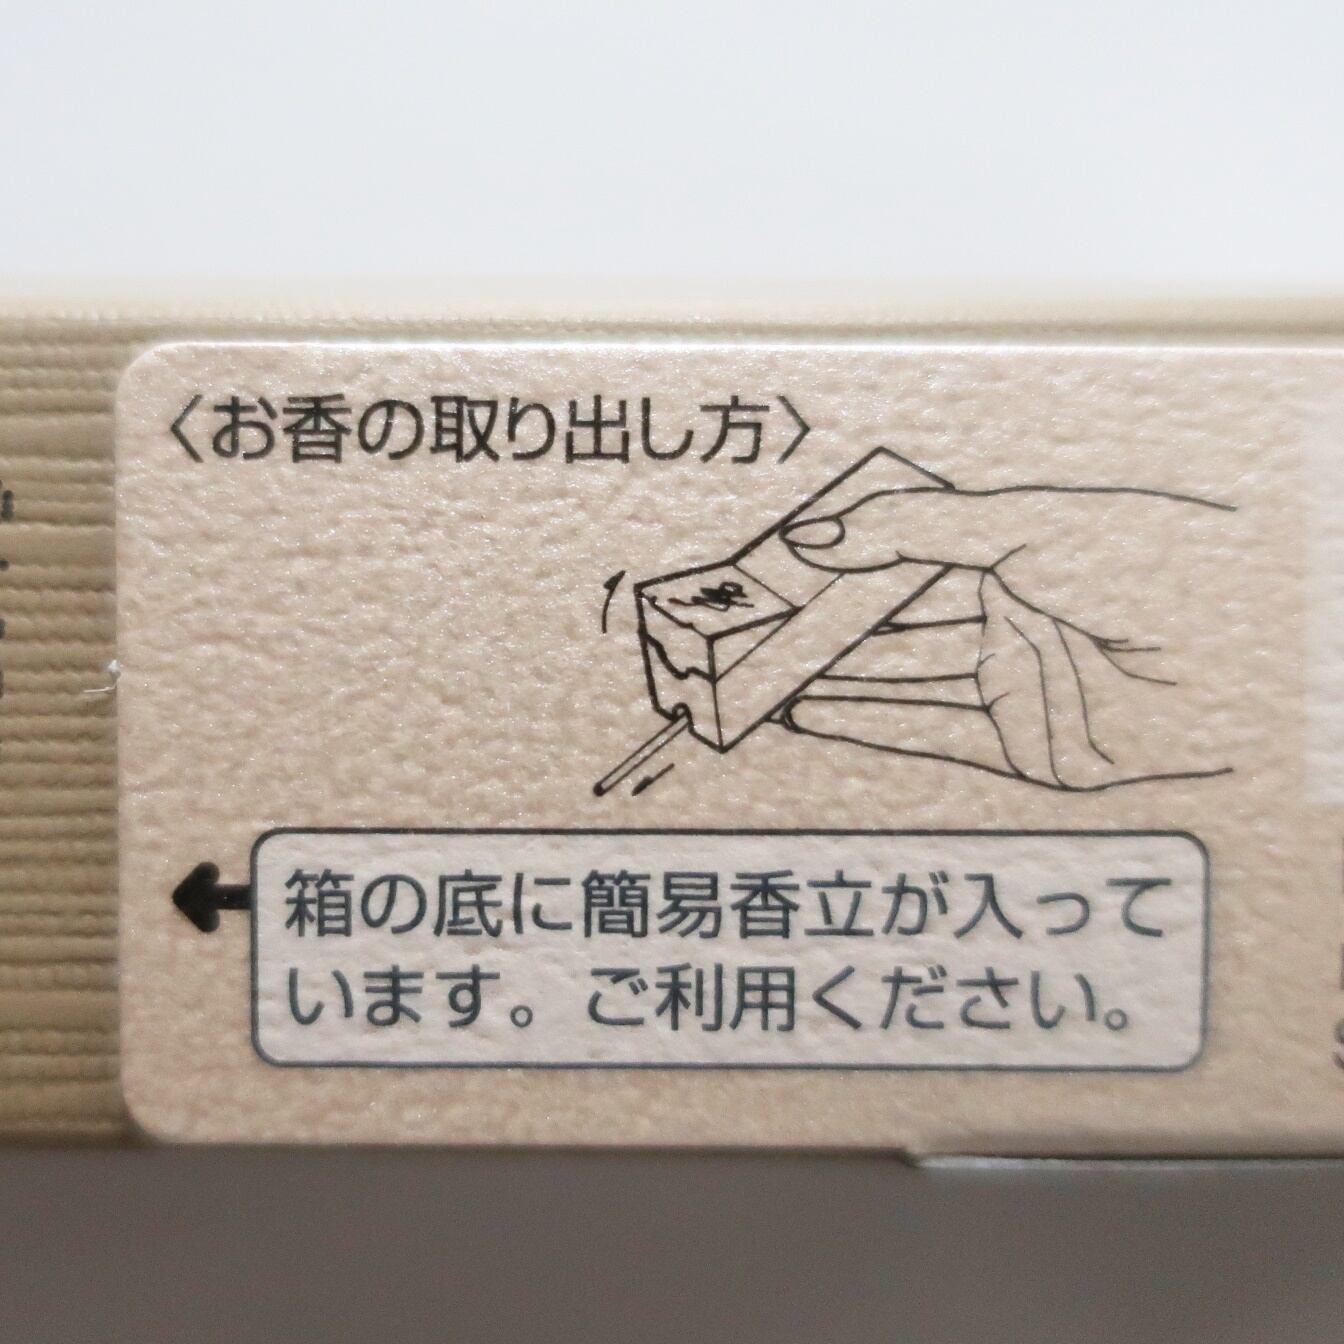 〈お香の取り出し方〉
箱の底に簡易香立が入って
います。ご利用ください。